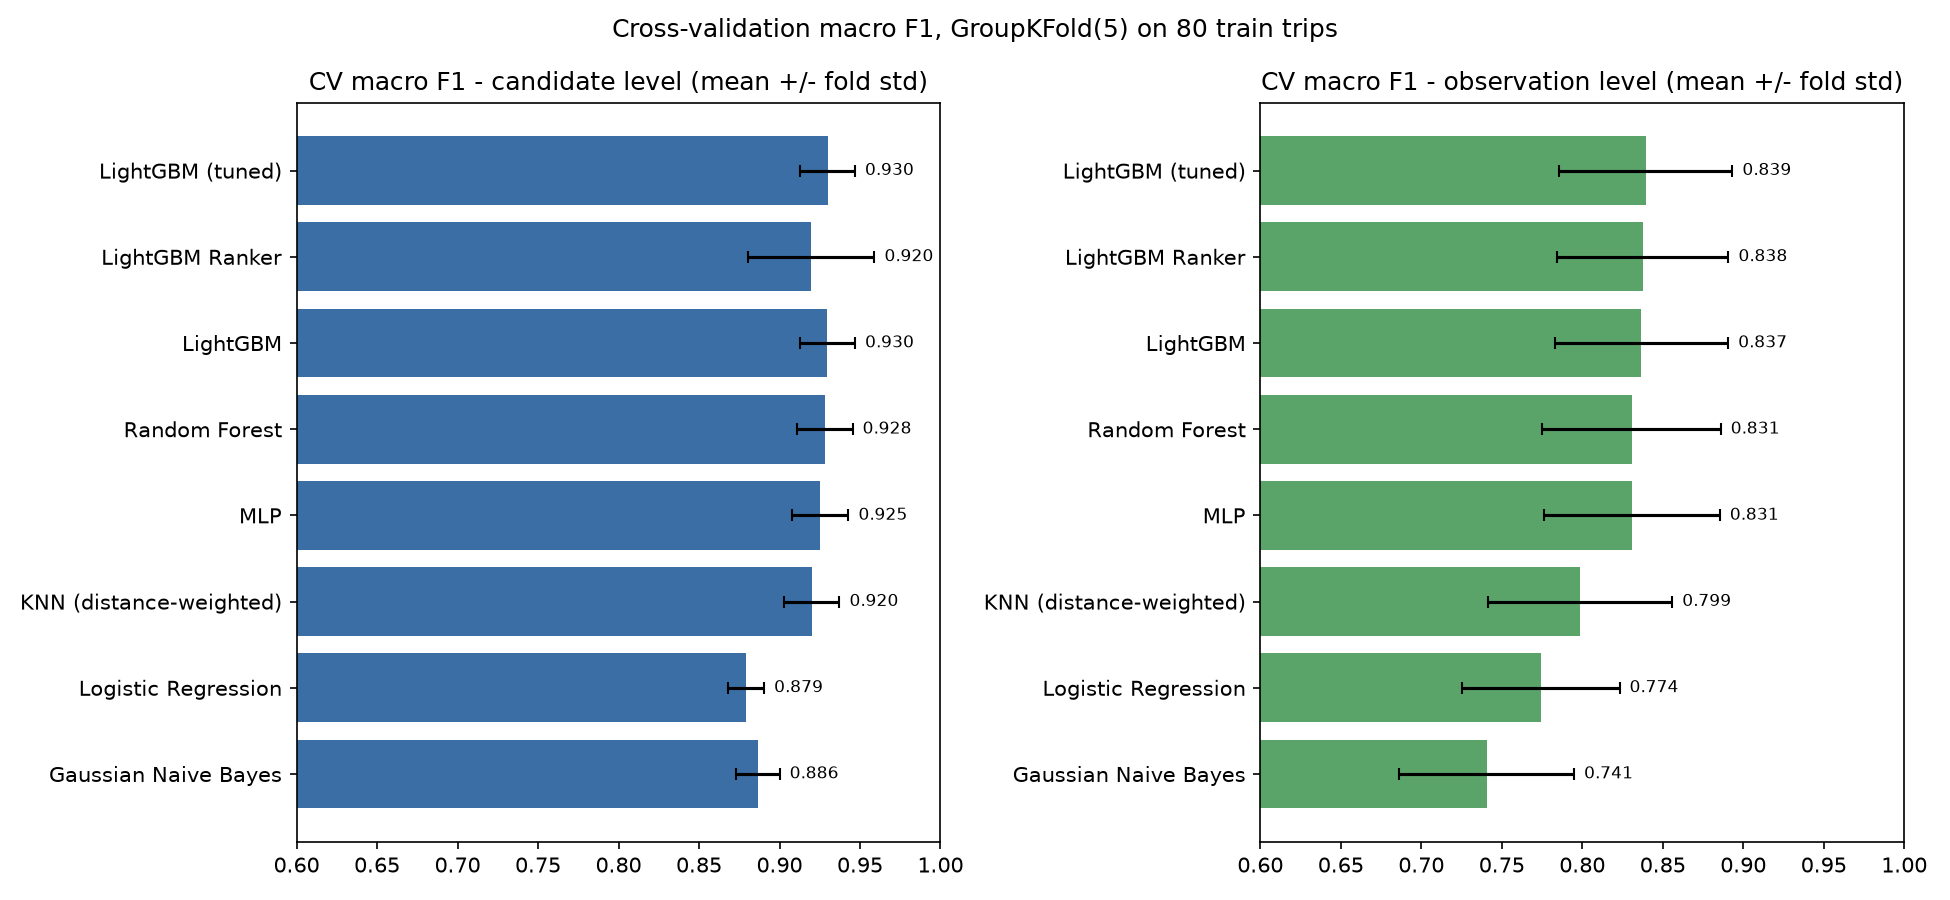 Cross-validation macro F1, GroupKFold(5) on 80 train trips
CV macro F1 - candidate level (mean +/- fold std)
LightGBM (tuned) 0.930
LightGBM Ranker 0.920
LightGBM 0.930
Random Forest 0.928
MLP 0.925
KNN (distance-weighted) 0.920
Logistic Regression 0.879
Gaussian Naive Bayes 0.886
0.60 0.65 0.70 0.75 0.80 0.85 0.90 0.95 1.00
CV macro F1 - observation level (mean +/- fold std)
LightGBM (tuned) 0.839
LightGBM Ranker 0.838
LightGBM 0.837
Random Forest 0.831
MLP 0.831
KNN (distance-weighted) 0.799
Logistic Regression 0.774
Gaussian Naive Bayes 0.741
0.60 0.65 0.70 0.75 0.80 0.85 0.90 0.95 1.00